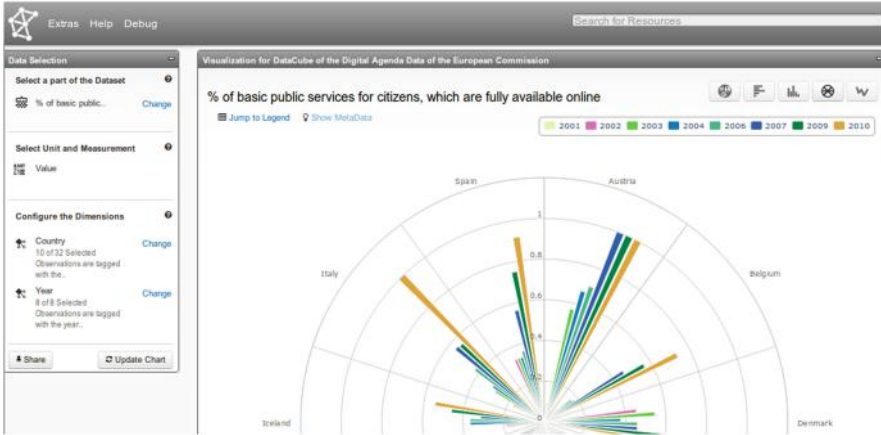 Extras Help Debug
Search for Resources
Data Selection
Select a part of the Dataset
% of basic public..
Change
Select Unit and Measurement
Value
Configure the Dimensions
Country
Change
10 of 32 Selected
Observations are tagged
with the..
Year
Change
8 of 8 Selected
Observations are tagged
with the year..
Share
Update Chart
Visualization for DataCube of the Digital Agenda Data of the European Commission
% of basic public services for citizens, which are fully available online
Jump to Legend Show MetaData
2001 2002 2003 2004 2006 2007 2009 2010
Spain
Austria
Italy
Belgium
Iceland
Denmark
1
0.8
0.6
0.4
0.2
0